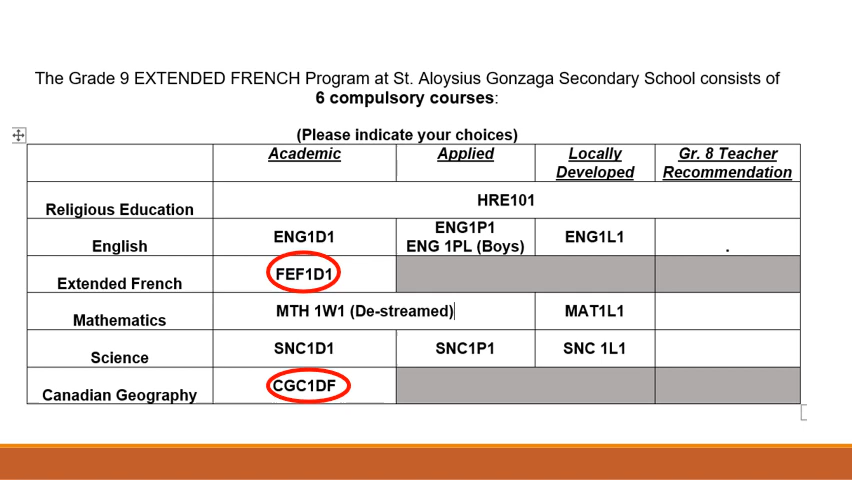 The Grade 9 EXTENDED FRENCH Program at St. Aloysius Gonzaga Secondary School consists of
6 compulsory courses:
(Please indicate your choices)
Academic Applied Locally Developed Gr. 8 Teacher Recommendation
Religious Education HRE101
English ENG1D1 ENG1P1 ENG 1PL (Boys) ENG1L1 .
Extended French FEF1D1
Mathematics MTH 1W1 (De-streamed) MAT1L1
Science SNC1D1 SNC1P1 SNC 1L1
Canadian Geography CGC1DF